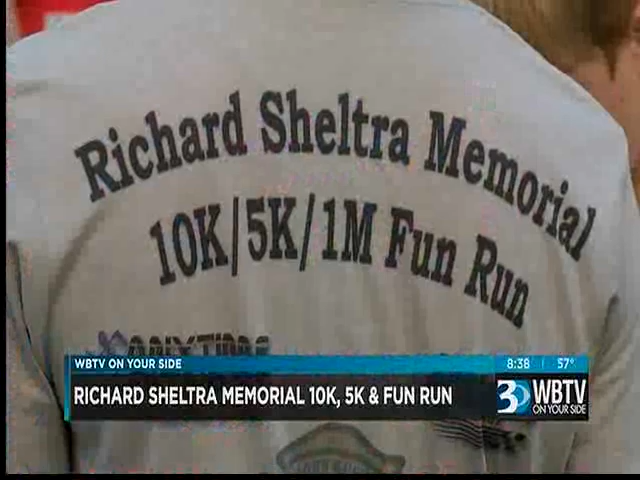 Richard Sheltra Memorial
10K/5K/1M Fun Run
WBTV ON YOUR SIDE
8:38 57°
RICHARD SHELTRA MEMORIAL 10K, 5K & FUN RUN
3 WBTV
ON YOUR SIDE